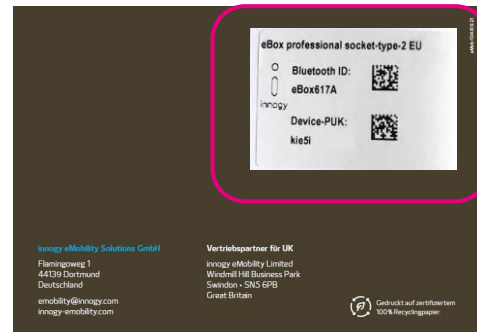 eBox professional socket-type-2 EU
Bluetooth ID:
eBox617A
innogy
Device-PUK:
kie5i
innogy eMobility Solutions GmbH
Flamingoweg 1
44139 Dortmund
Deutschland
emobility@innogy.com
innogy-emobility.com
Vertriebspartner für UK
innogy eMobility Limited
Windmill Hill Business Park
Swindon • SN5 6PB
Great Britain
Gedruckt auf zertifiziertem
100% Recyclingpapier.